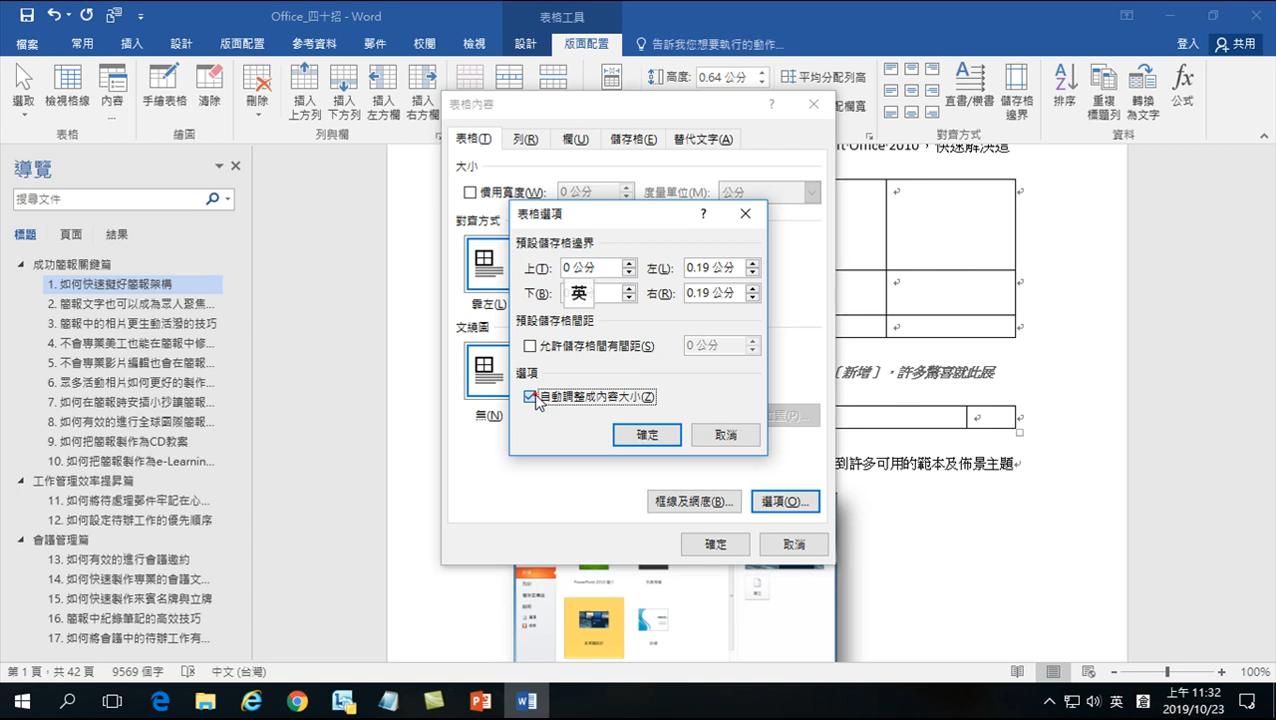 Office_四十招 - Word
表格工具
檔案 常用 插入 設計 版面配置 參考資料 郵件 校閱 檢視 設計 版面配置 告訴我您想要執行的動作... 登入 共用
高度: 0.64 公分 平均分配列高
選取 檢視格線 內容 ... 手繪表格 清除 刪除 插入上方列 插入下方列 插入左方欄 插入右方欄 直書/橫書 儲存格邊界 排序 重複標題列 轉換為文字 公式
表格 繪圖 列與欄 對齊方式 資料
導覽
搜尋文件
標題 頁面 結果
成功簡報關鍵篇
1. 如何快速擬好簡報架構
2. 簡報文字也可以成為眾人聚焦...
3. 簡報中的相片更生動活潑的技巧
4. 不會專業美工也能在簡報中修...
5. 不會專業影片編輯也會在簡報...
6. 眾多活動相片如何更好的製作...
7. 如何在簡報時安插小抄讓簡報...
8. 如何有效的進行全球團隊簡報
9. 如何把簡報製作為CD教案
10. 如何把簡報製作為e-Learnin...
工作管理效率提昇篇
11. 如何將待處理郵件牢記在心...
12. 如何設定待辦工作的優先順序
會議管理篇
13. 如何有效的進行會議邀約
14. 如何快速製作專業的會議文...
15. 如何快速製作來賓名牌與立牌
16. 簡報中紀錄筆記的高效技巧
17. 如何將會議中的待辦工作有...
表格內容
表格(T) 列(R) 欄(U) 儲存格(E) 替代文字(A)
大小
慣用寬度(W): 0 公分 度量單位(M): 公分
對齊方式
靠左(L)
文繞圖
無(N)
框線及網底(B)... 選項(O)...
確定 取消
表格選項
預設儲存格邊界
上(T): 0 公分 左(L): 0.19 公分
下(B): 英 右(R): 0.19 公分
預設儲存格間距
允許儲存格間有間距(S) 0 公分
選項
自動調整成內容大小(Z)
確定 取消
Office 2010，快速解決這
［新增］，許多驚喜就此展
到許多可用的範本及佈景主題
第 1 頁，共 42 頁 9569 個字 中文 (台灣) 100%
英 上午 11:32
2019/10/23